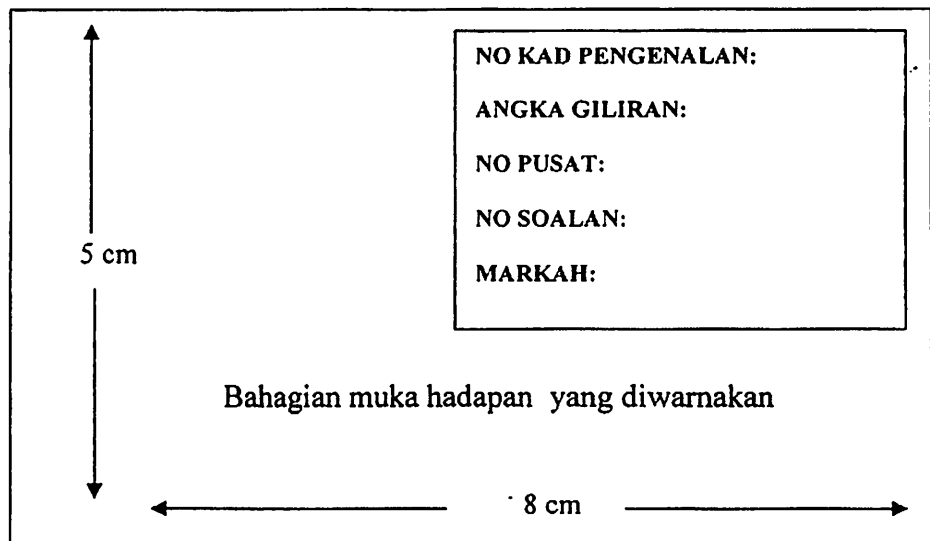 NO KAD PENGENALAN:
ANGKA GILIRAN:
NO PUSAT:
NO SOALAN:
MARKAH:
5 cm
Bahagian muka hadapan yang diwarnakan
8 cm